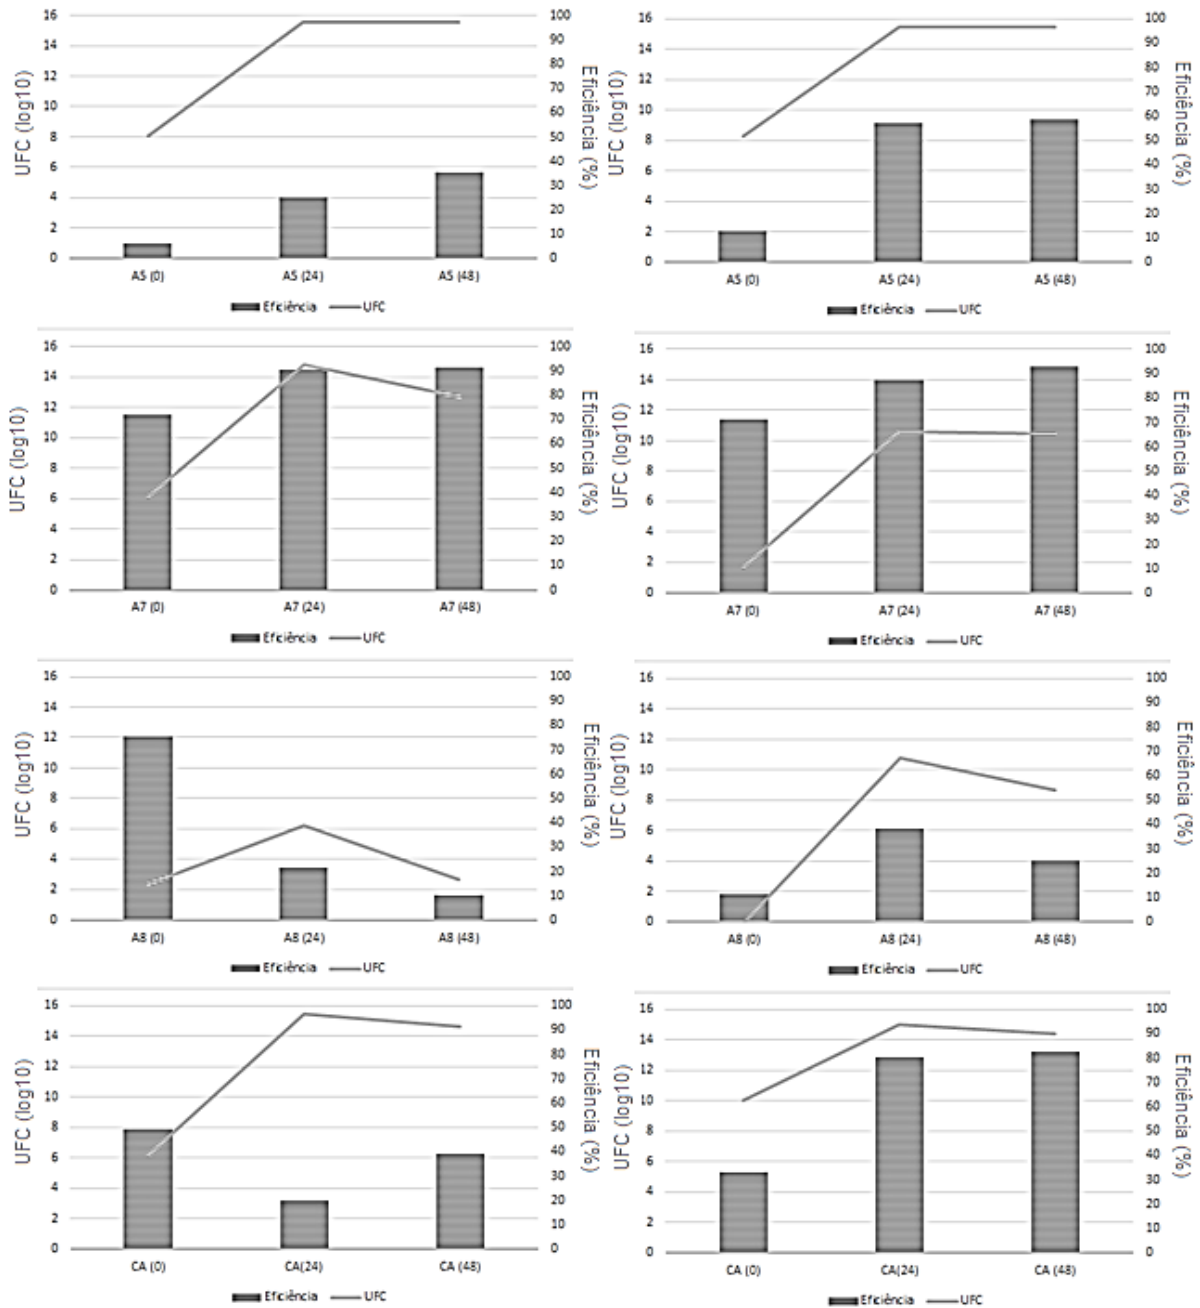 16 100
14 90
12 80
10 70
8 60
6 50
4 40
2 30
0 20
10
0
UFC (log10)
Eficiência (%)
A5 (0) A5 (24) A5 (48)
Eficiência UFC
16 100
14 90
12 80
10 70
8 60
6 50
4 40
2 30
0 20
10
0
UFC (log10)
Eficiência (%)
A5 (0) A5 (24) A5 (48)
Eficiência UFC
16 100
14 90
12 80
10 70
8 60
6 50
4 40
2 30
0 20
10
0
UFC (log10)
Eficiência (%)
A7 (0) A7 (24) A7 (48)
Eficiência UFC
16 100
14 90
12 80
10 70
8 60
6 50
4 40
2 30
0 20
10
0
UFC (log10)
Eficiência (%)
A7 (0) A7 (24) A7 (48)
Eficiência UFC
16 100
14 90
12 80
10 70
8 60
6 50
4 40
2 30
0 20
10
0
UFC (log10)
Eficiência (%)
A8 (0) A8 (24) A8 (48)
Eficiência UFC
16 100
14 90
12 80
10 70
8 60
6 50
4 40
2 30
0 20
10
0
UFC (log10)
Eficiência (%)
A8 (0) A8 (24) A8 (48)
Eficiência UFC
16 100
14 90
12 80
10 70
8 60
6 50
4 40
2 30
0 20
10
0
UFC (log10)
Eficiência (%)
CA (0) CA(24) CA (48)
Eficiência UFC
16 100
14 90
12 80
10 70
8 60
6 50
4 40
2 30
0 20
10
0
UFC (log10)
Eficiência (%)
CA (0) CA(24) CA (48)
Eficiência UFC